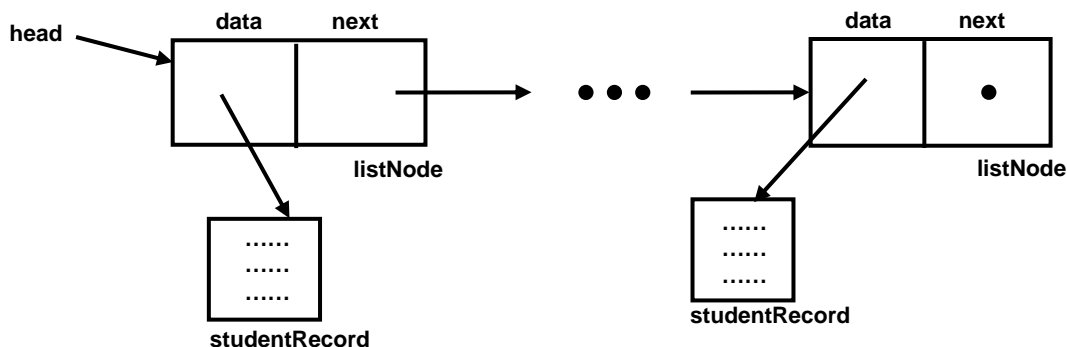 head
data next
listNode
......
......
......
studentRecord
data next
listNode
......
......
......
studentRecord